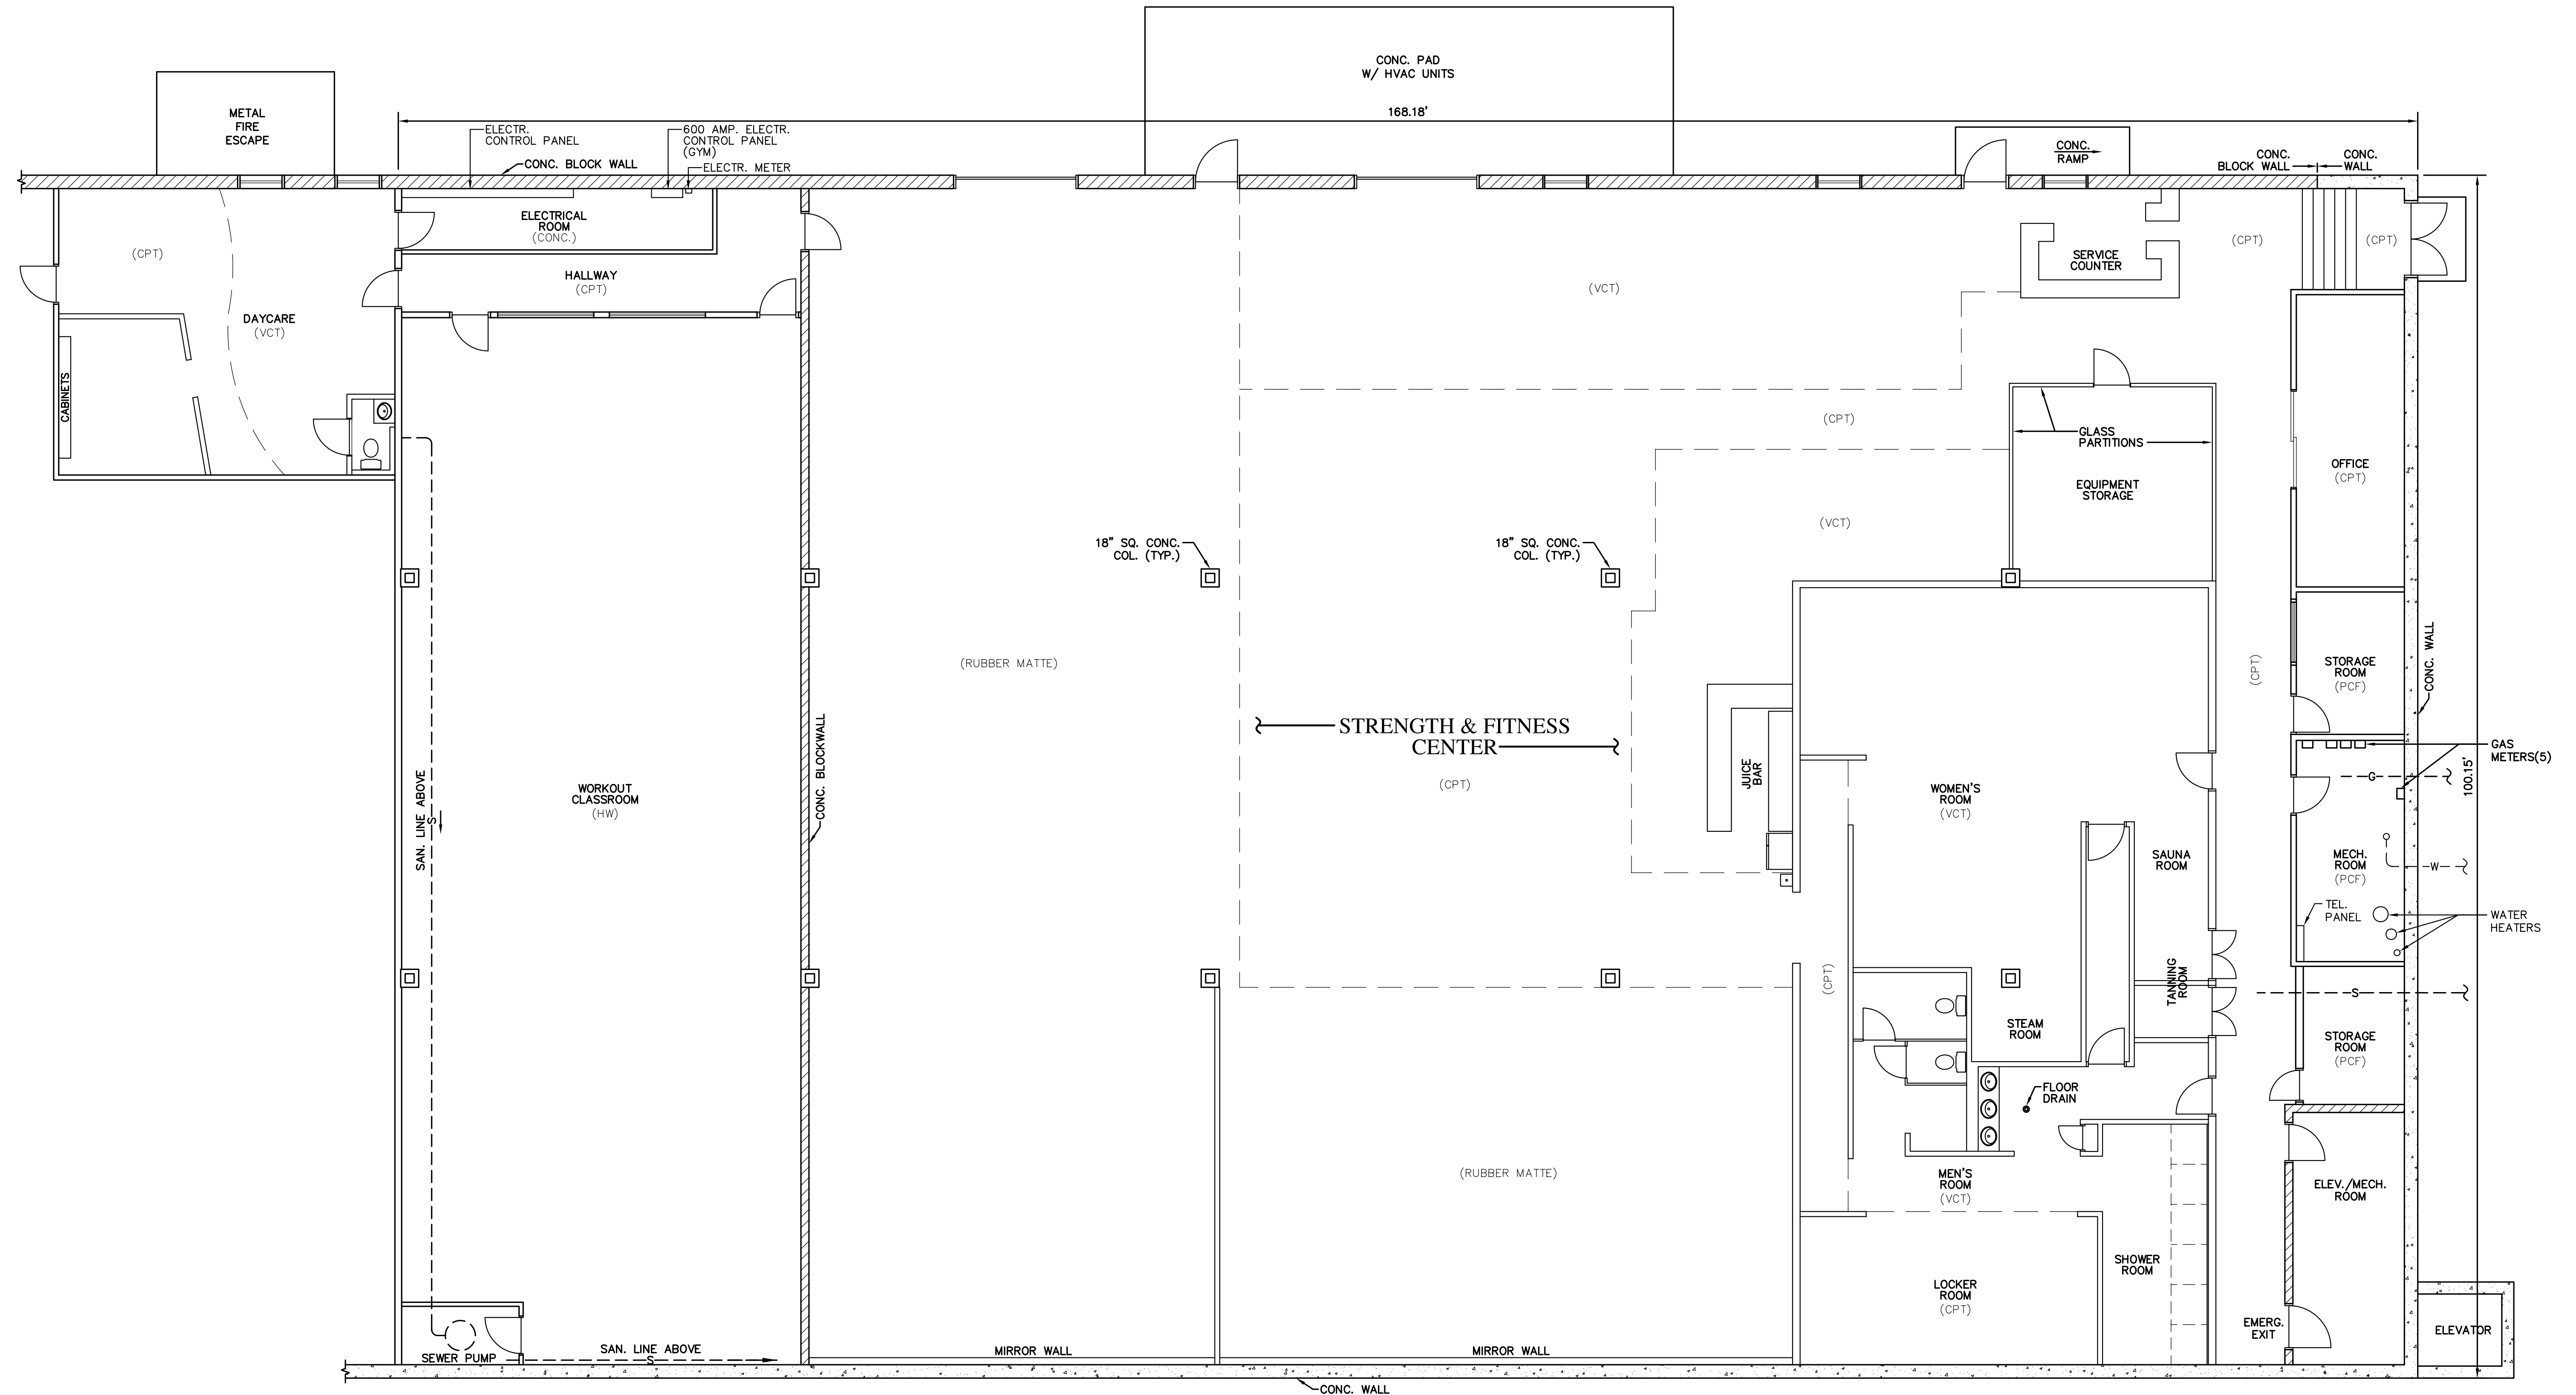 CONC. PAD
W/ HVAC UNITS
168.18'
METAL
FIRE
ESCAPE
ELECTR.
CONTROL PANEL
600 AMP. ELECTR.
CONTROL PANEL
(GYM)
CONC. BLOCK WALL
ELECTR. METER
CONC.
RAMP
CONC.
BLOCK WALL
CONC.
WALL
ELECTRICAL
ROOM
(CONC.)
(CPT)
HALLWAY
(CPT)
DAYCARE
(VCT)
CABINETS
(VCT)
SERVICE
COUNTER
(CPT)
(CPT)
(CPT)
GLASS
PARTITIONS
EQUIPMENT
STORAGE
OFFICE
(CPT)
(VCT)
18" SQ. CONC.
COL. (TYP.)
18" SQ. CONC.
COL. (TYP.)
(RUBBER MATTE)
STRENGTH & FITNESS
CENTER
(CPT)
JUICE
BAR
(CPT)
STORAGE
ROOM
(PCF)
CONC. WALL
GAS
METERS(5)
G
100.15'
SAN. LINE ABOVE
S
WORKOUT
CLASSROOM
(HW)
CONC. BLOCKWALL
WOMEN'S
ROOM
(VCT)
SAUNA
ROOM
MECH.
ROOM
(PCF)
W
TEL.
PANEL
WATER
HEATERS
(CPT)
TANNING
ROOM
S
STEAM
ROOM
STORAGE
ROOM
(PCF)
FLOOR
DRAIN
(RUBBER MATTE)
MEN'S
ROOM
(VCT)
ELEV./MECH.
ROOM
SHOWER
ROOM
LOCKER
ROOM
(CPT)
EMERG.
EXIT
ELEVATOR
SEWER PUMP
SAN. LINE ABOVE
S
MIRROR WALL
MIRROR WALL
CONC. WALL